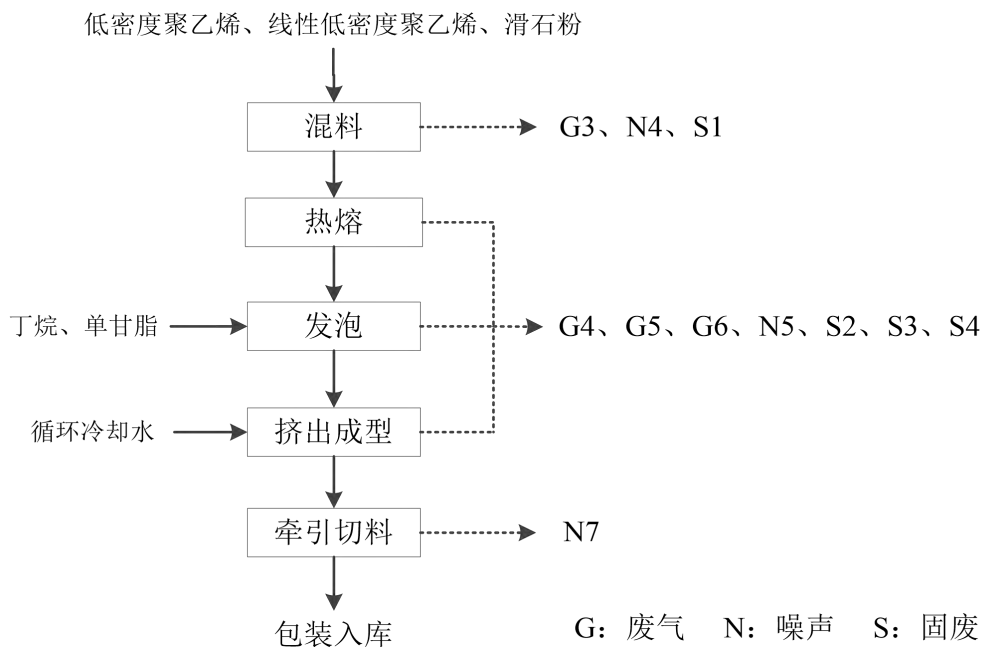 低密度聚乙烯、线性低密度聚乙烯、滑石粉
混料
G3、N4、S1
热熔
丁烷、单甘脂
发泡
G4、G5、G6、N5、S2、S3、S4
循环冷却水
挤出成型
牵引切料
N7
包装入库
G：废气 N：噪声 S：固废